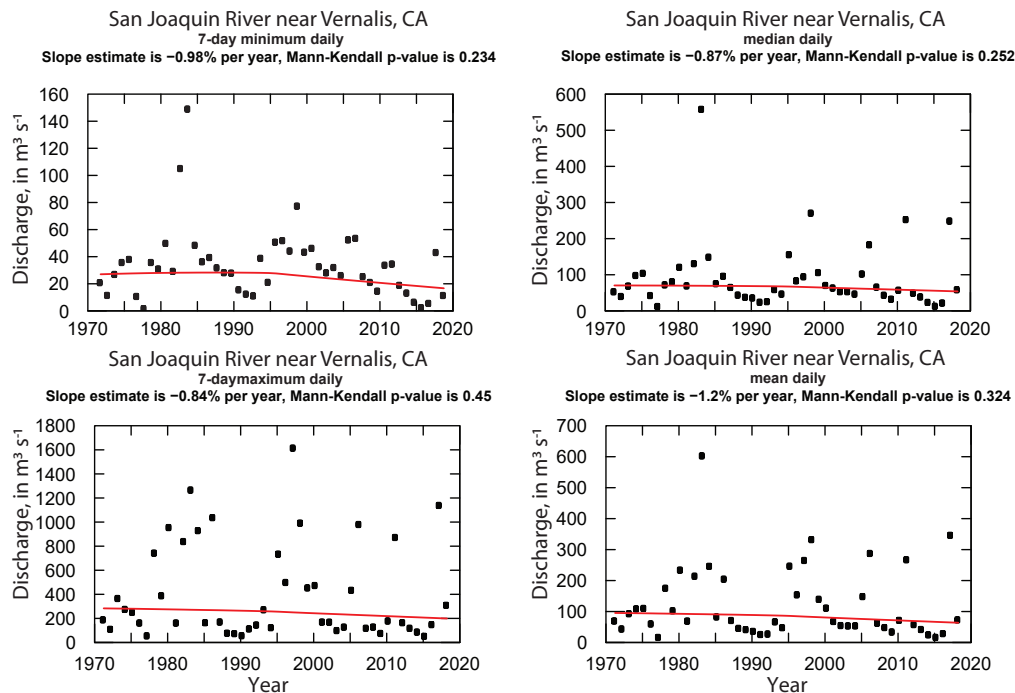 San Joaquin River near Vernalis, CA
7-day minimum daily
Slope estimate is −0.98% per year, Mann-Kendall p-value is 0.234
Discharge, in m³ s⁻¹
160
140
120
100
80
60
40
20
0
1970 1980 1990 2000 2010 2020
San Joaquin River near Vernalis, CA
median daily
Slope estimate is −0.87% per year, Mann-Kendall p-value is 0.252
Discharge, in m³ s⁻¹
600
500
400
300
200
100
0
1970 1980 1990 2000 2010 2020
San Joaquin River near Vernalis, CA
7-daymaximum daily
Slope estimate is −0.84% per year, Mann-Kendall p-value is 0.45
Discharge, in m³ s⁻¹
1800
1600
1400
1200
1000
800
600
400
200
0
1970 1980 1990 2000 2010 2020
Year
San Joaquin River near Vernalis, CA
mean daily
Slope estimate is −1.2% per year, Mann-Kendall p-value is 0.324
Discharge, in m³ s⁻¹
700
600
500
400
300
200
100
0
1970 1980 1990 2000 2010 2020
Year